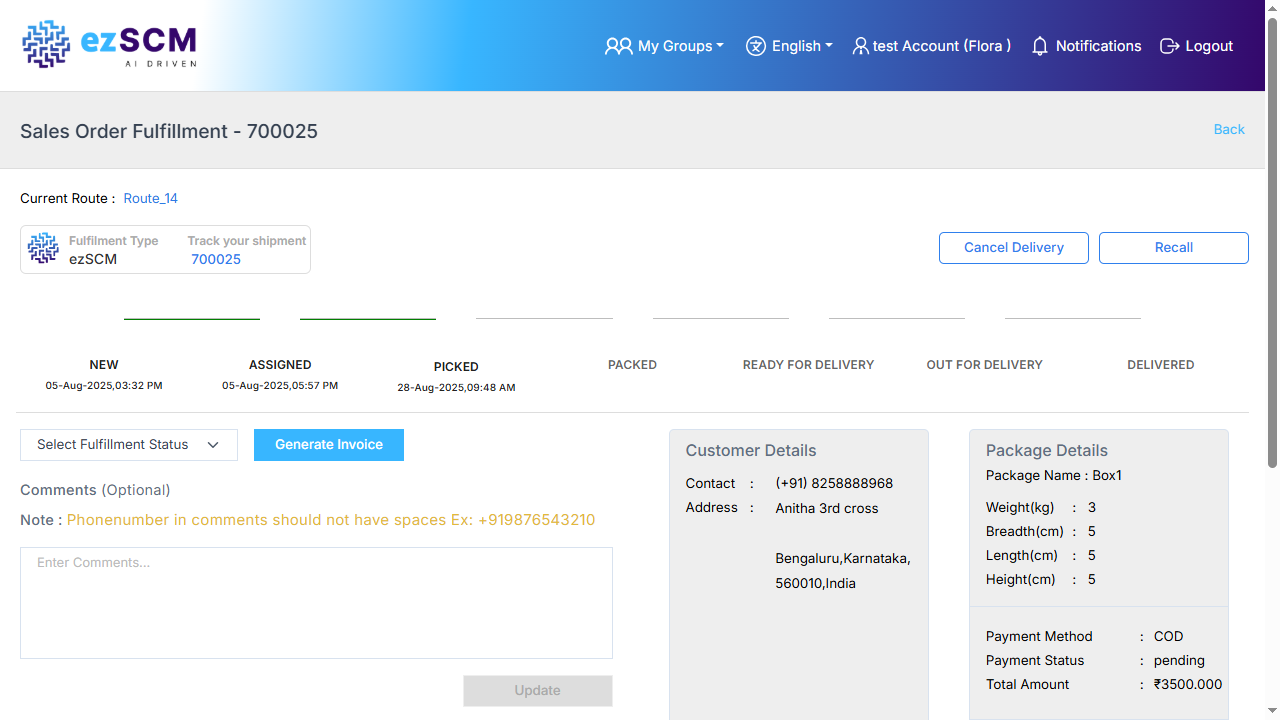 ezSCM
AI DRIVEN
My Groups
English
test Account (Flora )
Notifications
Logout
Sales Order Fulfillment - 700025
Back
Current Route : Route_14
Fulfilment Type
ezSCM
Track your shipment
700025
Cancel Delivery
Recall
NEW
05-Aug-2025,03:32 PM
ASSIGNED
05-Aug-2025,05:57 PM
PICKED
28-Aug-2025,09:48 AM
PACKED
READY FOR DELIVERY
OUT FOR DELIVERY
DELIVERED
Select Fulfillment Status
Generate Invoice
Comments (Optional)
Note : Phonenumber in comments should not have spaces Ex: +919876543210
Enter Comments...
Update
Customer Details
Contact : (+91) 8258888968
Address : Anitha 3rd cross
Bengaluru,Karnataka,
560010,India
Package Details
Package Name : Box1
Weight(kg) : 3
Breadth(cm) : 5
Length(cm) : 5
Height(cm) : 5
Payment Method : COD
Payment Status : pending
Total Amount : ₹3500.000